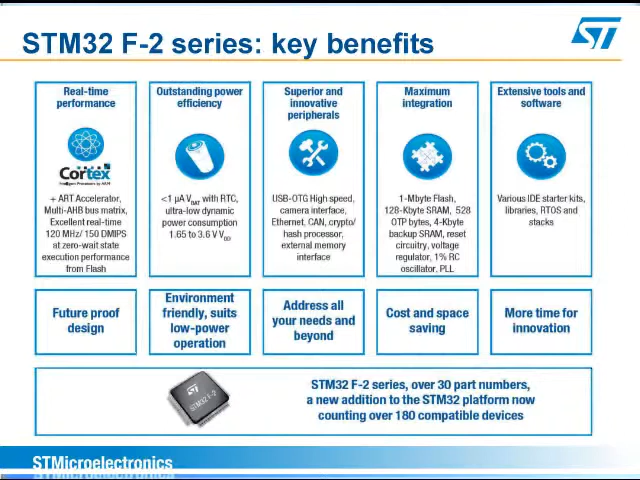 STM32 F-2 series: key benefits
ST
Real-time
performance
Cortex
Intelligent Processors by ARM
+ ART Accelerator,
Multi-AHB bus matrix,
Excellent real-time
120 MHz/ 150 DMIPS
at zero-wait state
execution performance
from Flash
Outstanding power
efficiency
<1 µA VBAT with RTC,
ultra-low dynamic
power consumption
1.65 to 3.6 V VDD
Superior and
innovative
peripherals
USB-OTG High speed,
camera interface,
Ethernet, CAN, crypto/
hash processor,
external memory
interface
Maximum
integration
1-Mbyte Flash,
128-Kbyte SRAM, 528
OTP bytes, 4-Kbyte
backup SRAM, reset
circuitry, voltage
regulator, 1% RC
oscillator, PLL
Extensive tools and
software
Various IDE starter kits,
libraries, RTOS and
stacks
Future proof
design
Environment
friendly, suits
low-power
operation
Address all
your needs and
beyond
Cost and space
saving
More time for
innovation
STM32 F-2
STM32 F-2 series, over 30 part numbers,
a new addition to the STM32 platform now
counting over 180 compatible devices
STMicroelectronics